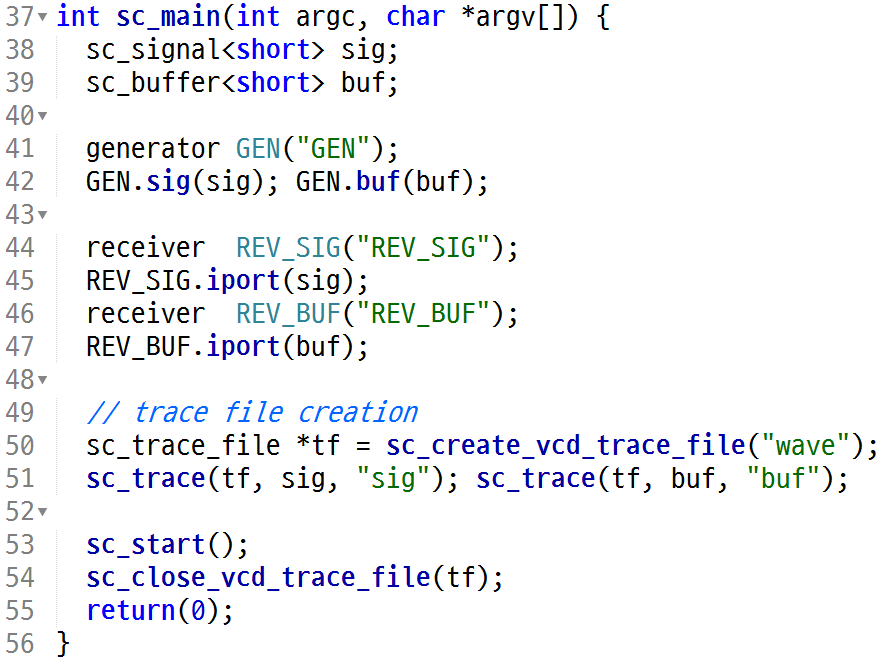 37▾ int sc_main(int argc, char *argv[]) {
38 sc_signal<short> sig;
39 sc_buffer<short> buf;
40▾
41 generator GEN("GEN");
42 GEN.sig(sig); GEN.buf(buf);
43▾
44 receiver  REV_SIG("REV_SIG");
45 REV_SIG.iport(sig);
46 receiver  REV_BUF("REV_BUF");
47 REV_BUF.iport(buf);
48▾
49 // trace file creation
50 sc_trace_file *tf = sc_create_vcd_trace_file("wave");
51 sc_trace(tf, sig, "sig"); sc_trace(tf, buf, "buf");
52▾
53 sc_start();
54 sc_close_vcd_trace_file(tf);
55 return(0);
56 }